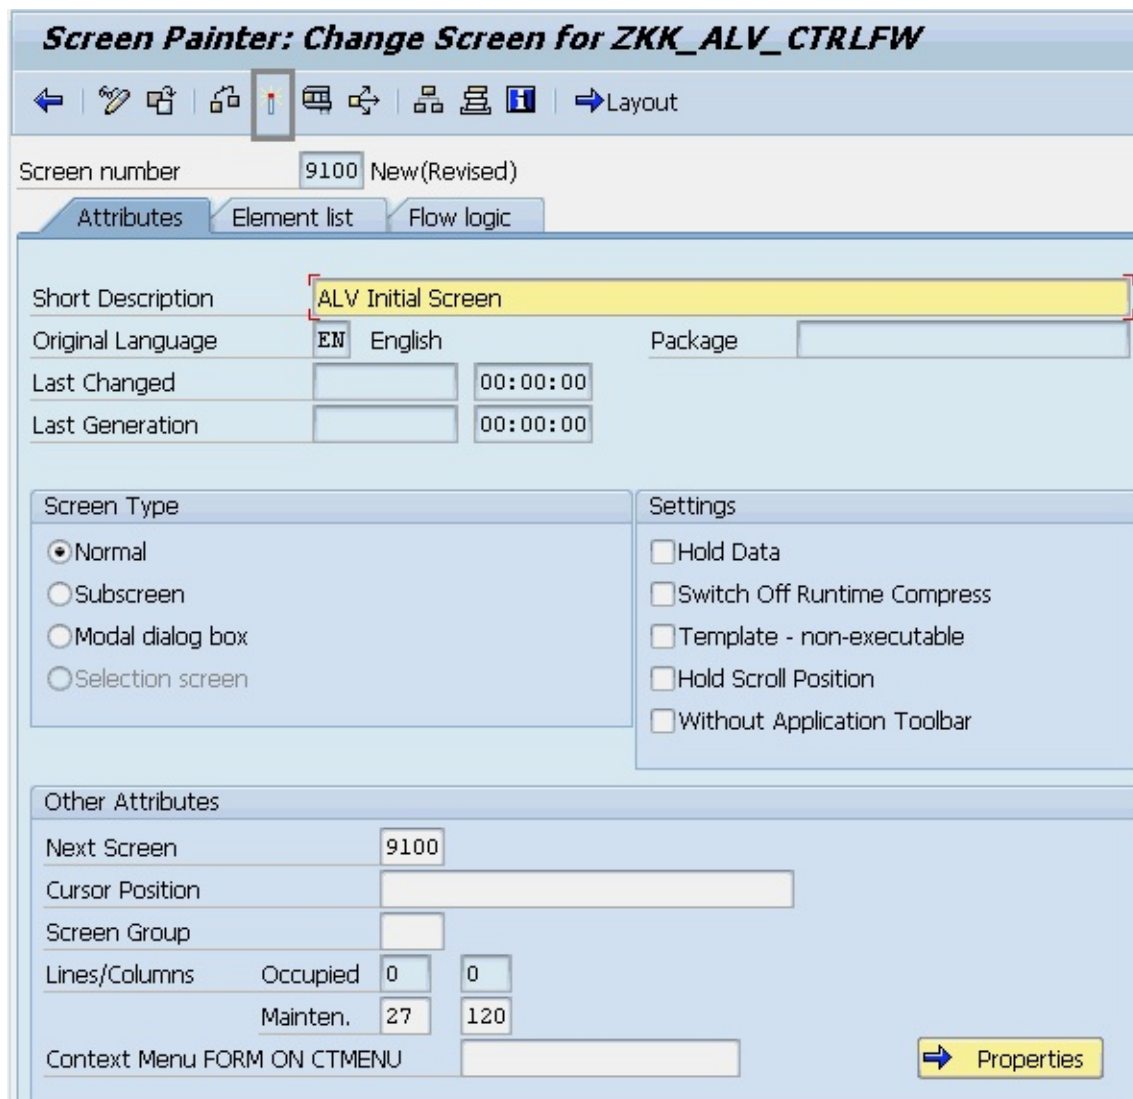 Screen Painter: Change Screen for ZKK_ALV_CTRLFW
Layout
Screen number 9100 New(Revised)
Attributes Element list Flow logic
Short Description ALV Initial Screen
Original Language EN English Package
Last Changed 00:00:00
Last Generation 00:00:00
Screen Type Settings
Normal Hold Data
Subscreen Switch Off Runtime Compress
Modal dialog box Template - non-executable
Selection screen Hold Scroll Position
Without Application Toolbar
Other Attributes
Next Screen 9100
Cursor Position
Screen Group
Lines/Columns Occupied 0 0
Mainten. 27 120
Context Menu FORM ON CTMENU Properties